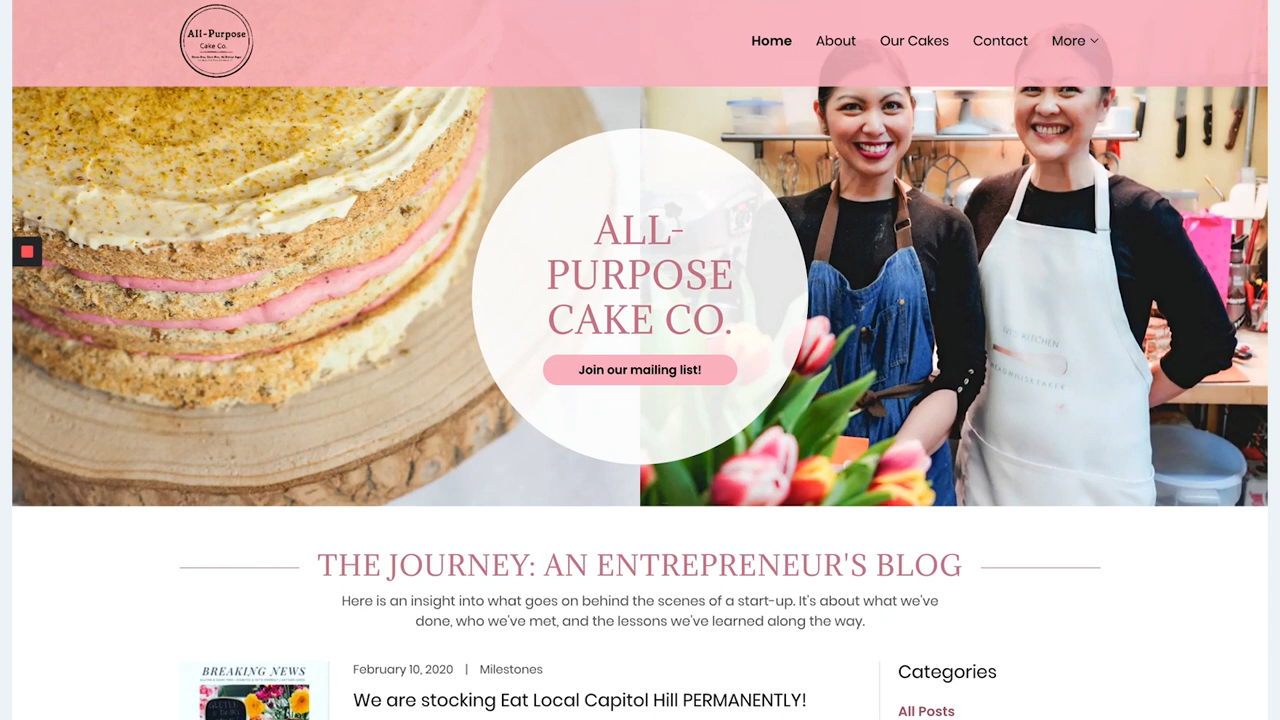 All-Purpose
Cake Co.
Home
About
Our Cakes
Contact
More
ALL-
PURPOSE
CAKE CO.
Join our mailing list!
KITCHEN
THE JOURNEY: AN ENTREPRENEUR'S BLOG
Here is an insight into what goes on behind the scenes of a start-up. It's about what we've
done, who we've met, and the lessons we've learned along the way.
BREAKING NEWS
February 10, 2020 | Milestones
We are stocking Eat Local Capitol Hill PERMANENTLY!
Categories
All Posts